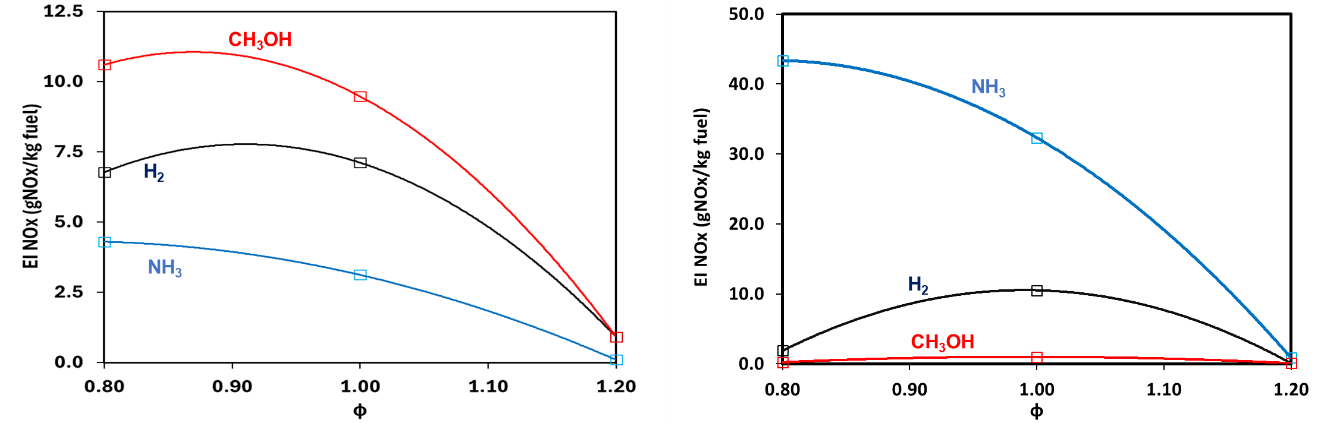 12.5
10.0
7.5
5.0
2.5
0.0
EI NOx (gNOx/kg fuel)
CH₃OH
H₂
NH₃
0.80 0.90 1.00 1.10 1.20
ϕ
50.0
40.0
30.0
20.0
10.0
0.0
EI NOx (gNOx/kg fuel)
NH₃
H₂
CH₃OH
0.80 0.90 1.00 1.10 1.20
ϕ